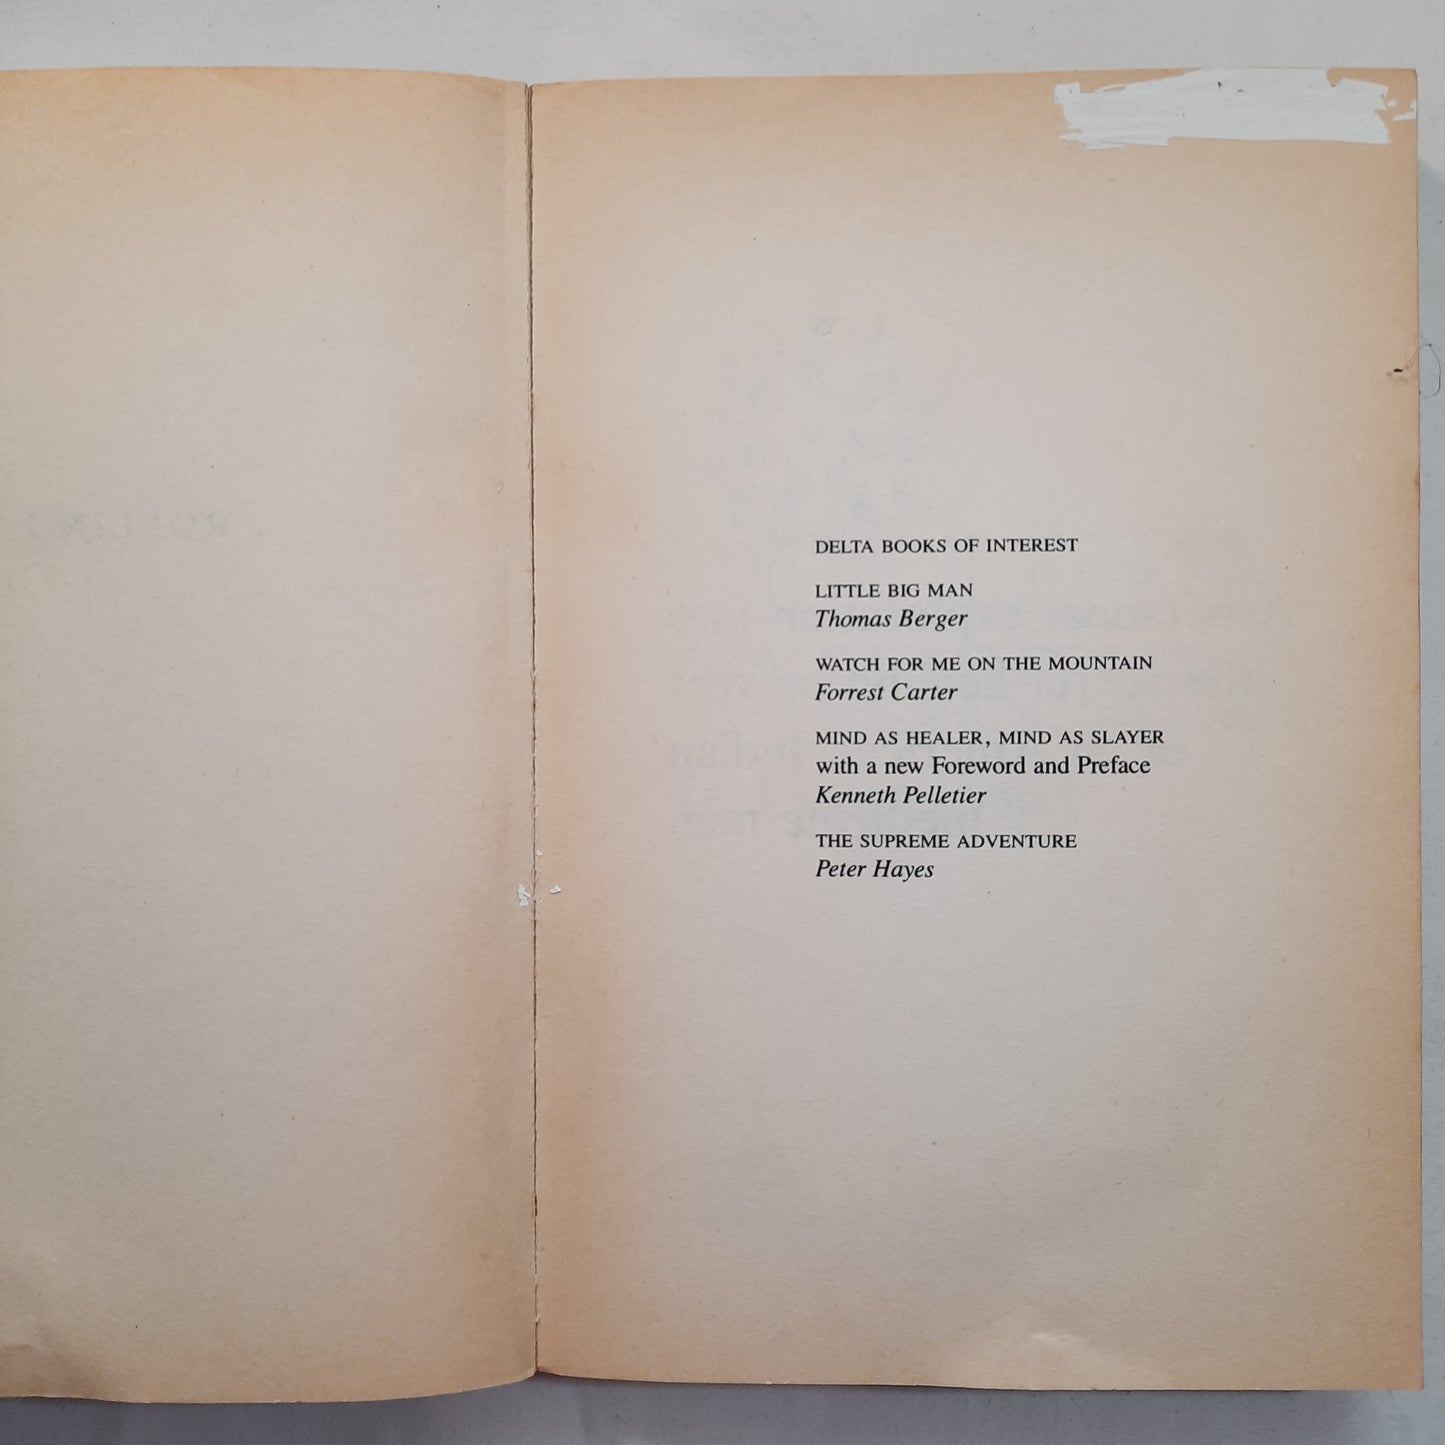 DELTA BOOKS OF INTEREST
LITTLE BIG MAN
Thomas Berger
WATCH FOR ME ON THE MOUNTAIN
Forrest Carter
MIND AS HEALER, MIND AS SLAYER
with a new Foreword and Preface
Kenneth Pelletier
THE SUPREME ADVENTURE
Peter Hayes